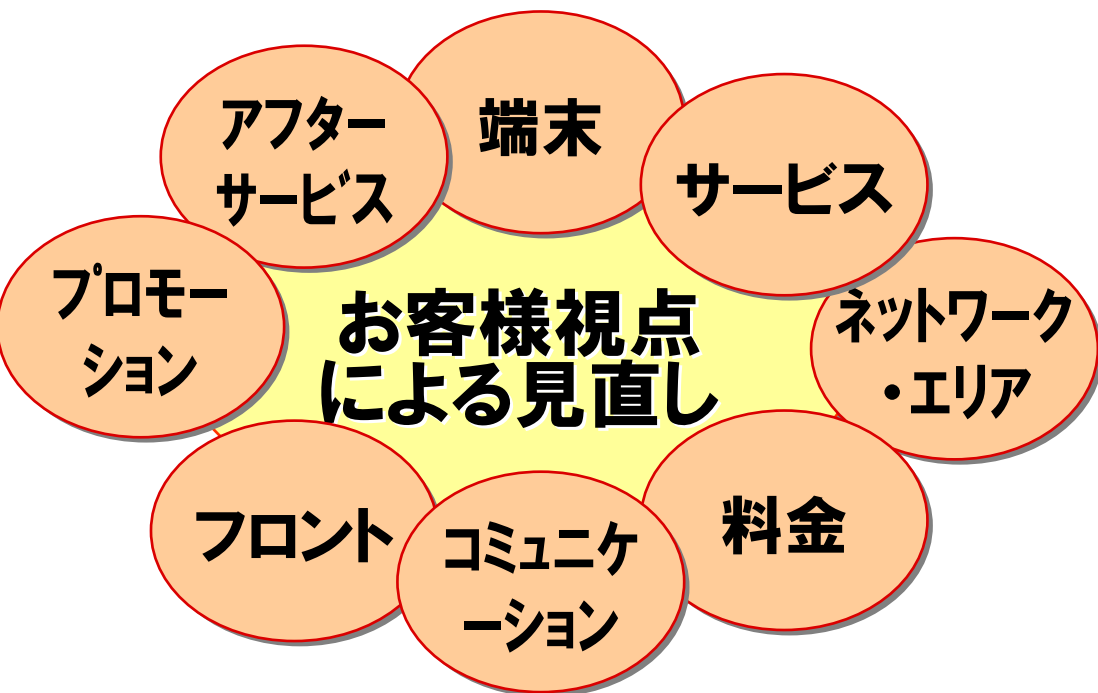 端末
サービス
ネットワーク
・エリア
料金
コミュニケ
ーション
フロント
プロモー
ション
アフター
サービス
お客様視点
による見直し